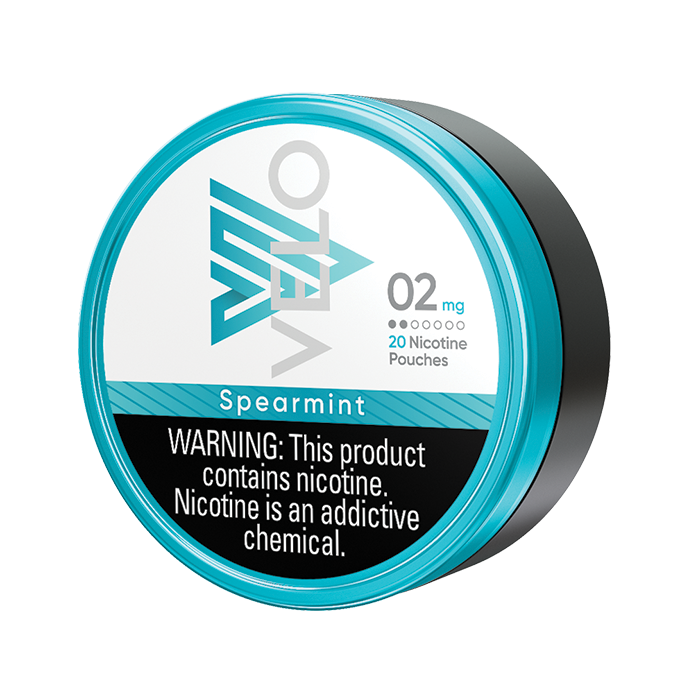 VELO
02 mg
20 Nicotine
Pouches
Spearmint
WARNING: This product
contains nicotine.
Nicotine is an addictive
chemical.